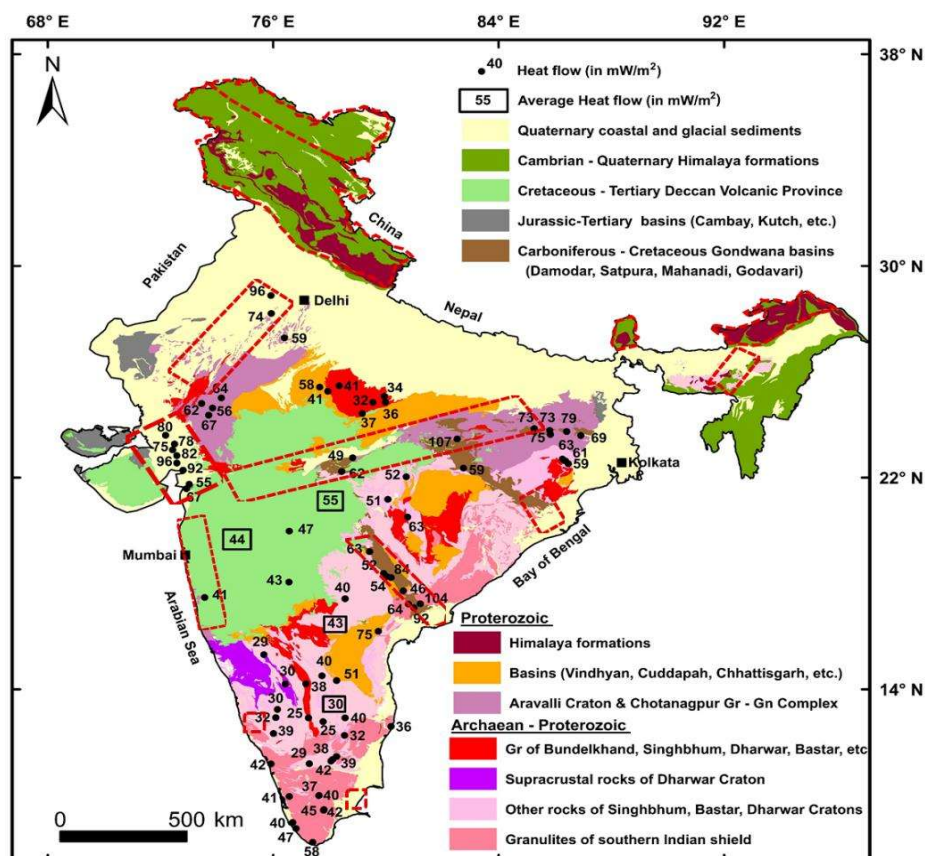 68° E 76° E 84° E 92° E
38° N
N
40
Heat flow (in mW/m²)
55 Average Heat flow (in mW/m²)
Quaternary coastal and glacial sediments
Cambrian - Quaternary Himalaya formations
Cretaceous - Tertiary Deccan Volcanic Province
Jurassic-Tertiary basins (Cambay, Kutch, etc.)
Carboniferous - Cretaceous Gondwana basins
(Damodar, Satpura, Mahanadi, Godavari)
China
Pakistan
30° N
96 Delhi
Nepal
74
59
64
58 41 34
62 56 41 32 36
67 37
80
75 78
82
96
92
55
67
107 73 73 79
75 63 69
61
59
49
62
59
52
Kolkata
22° N
51
55
63
44
47
Mumbai
63
52 84
54 46
104
64
92
43
41
40
Bay of Bengal
Arabian Sea
43
75
29
40
30
38 51
14° N
30
30
32 25 40
39 25 32
36
29 38
42 42 39
37
41 40
45 42
40
47
58
0 500 km
Proterozoic
Himalaya formations
Basins (Vindhyan, Cuddapah, Chhattisgarh, etc.)
Aravalli Craton & Chotanagpur Gr - Gn Complex
Archaean - Proterozoic
Gr of Bundelkhand, Singhbhum, Dharwar, Bastar, etc
Supracrustal rocks of Dharwar Craton
Other rocks of Singhbhum, Bastar, Dharwar Cratons
Granulites of southern Indian shield